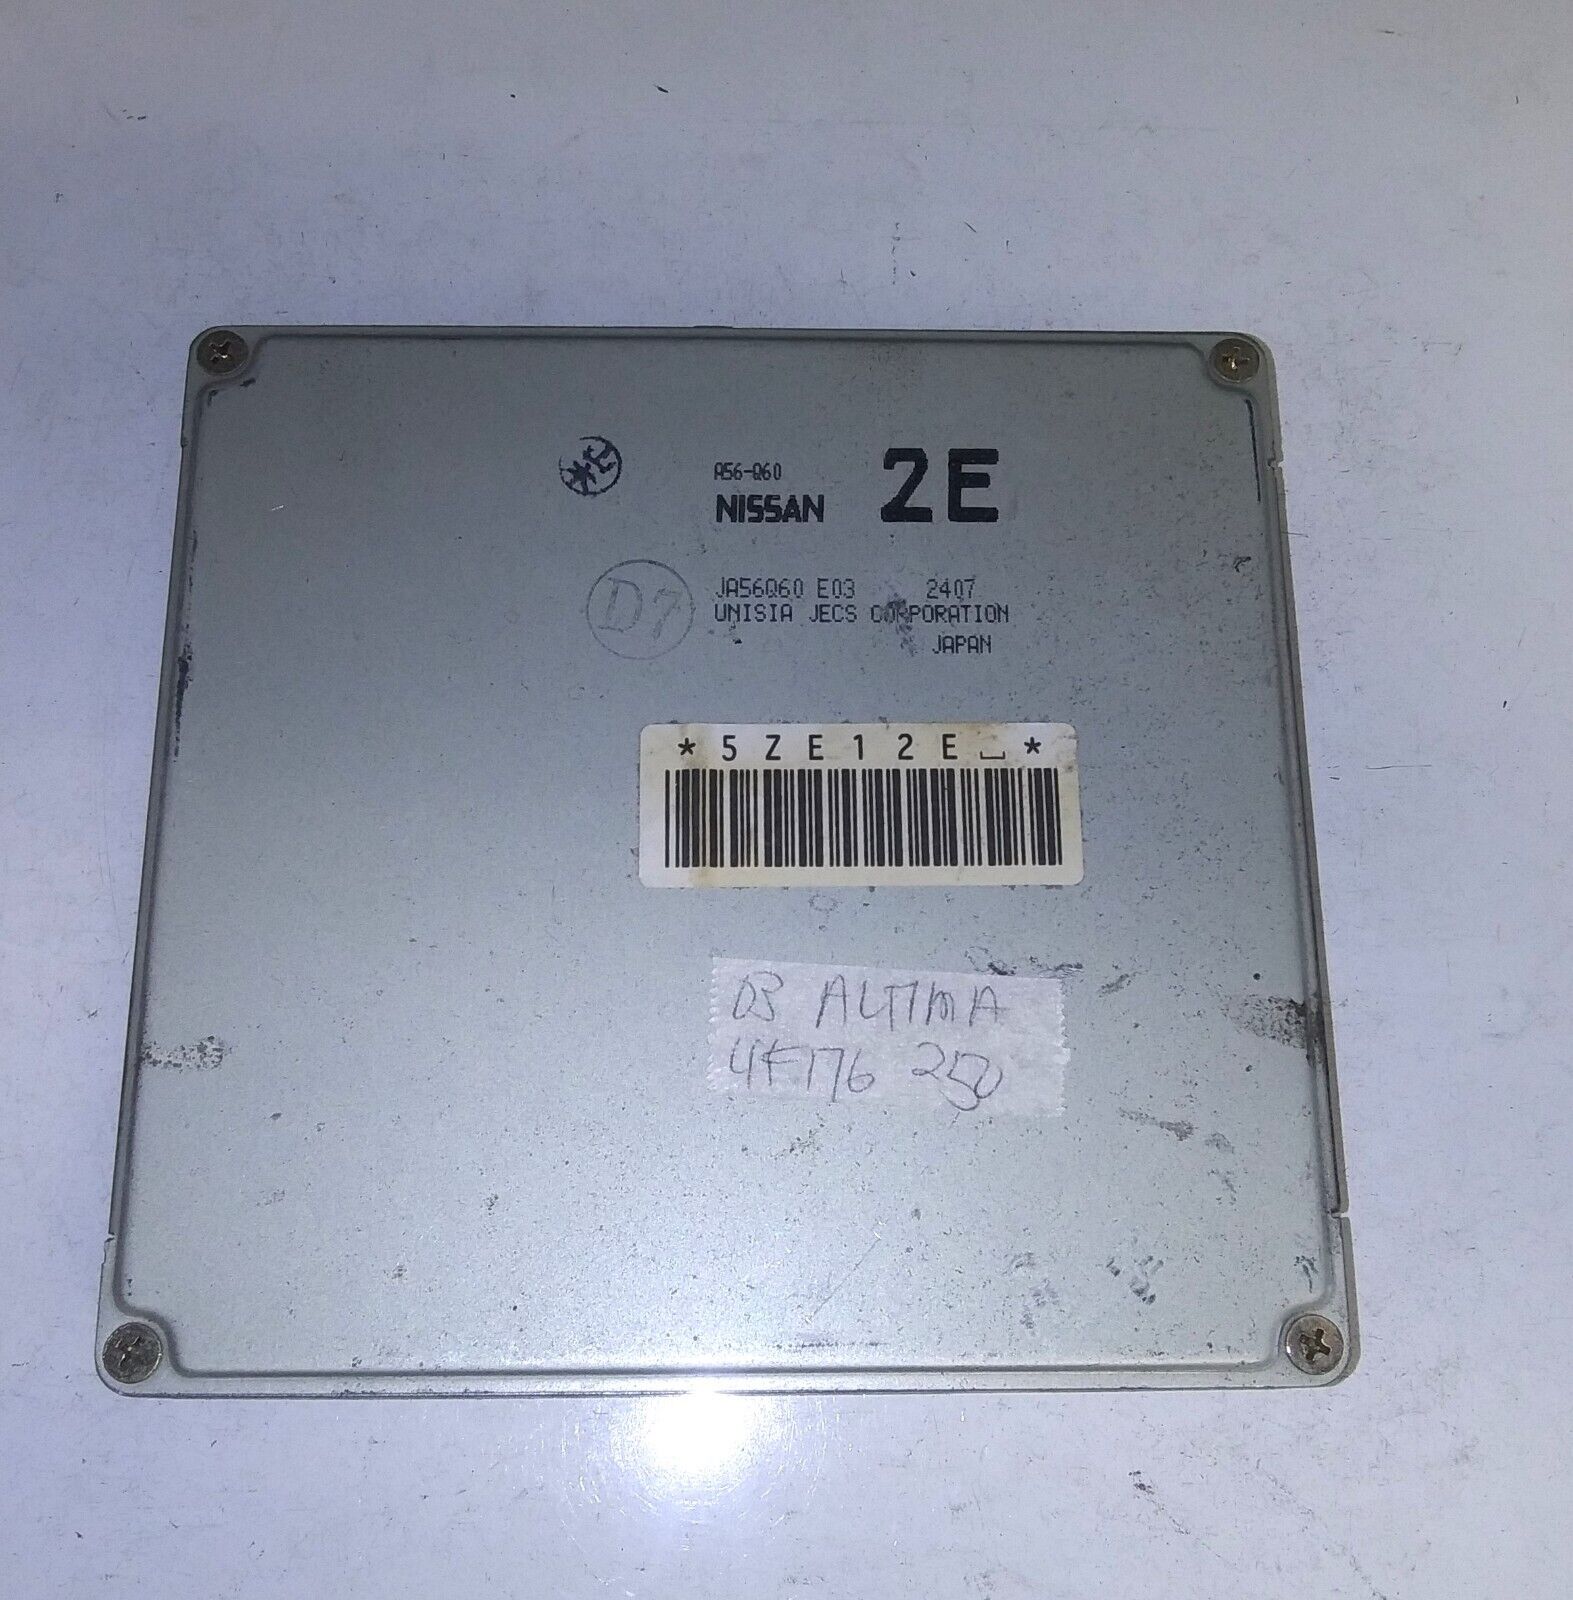 A56-Q60
NISSAN 2E
JA56Q60 E03 2407
D7
UNISIA JECS CORPORATION
JAPAN
*5ZE12E␣*
03 ALTIMA
4F176 250